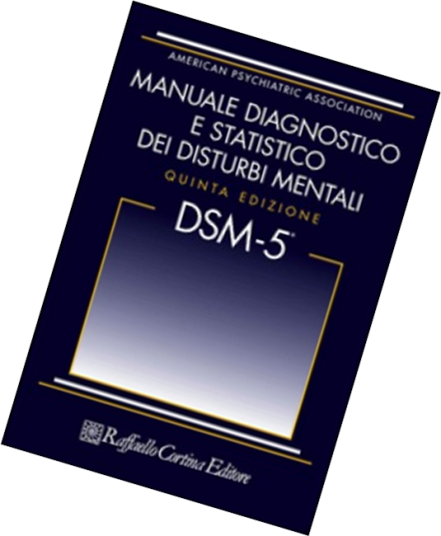 AMERICAN PSYCHIATRIC ASSOCIATION
MANUALE DIAGNOSTICO
E STATISTICO
DEI DISTURBI MENTALI
QUINTA EDIZIONE
DSM-5®
Raffaello Cortina Editore